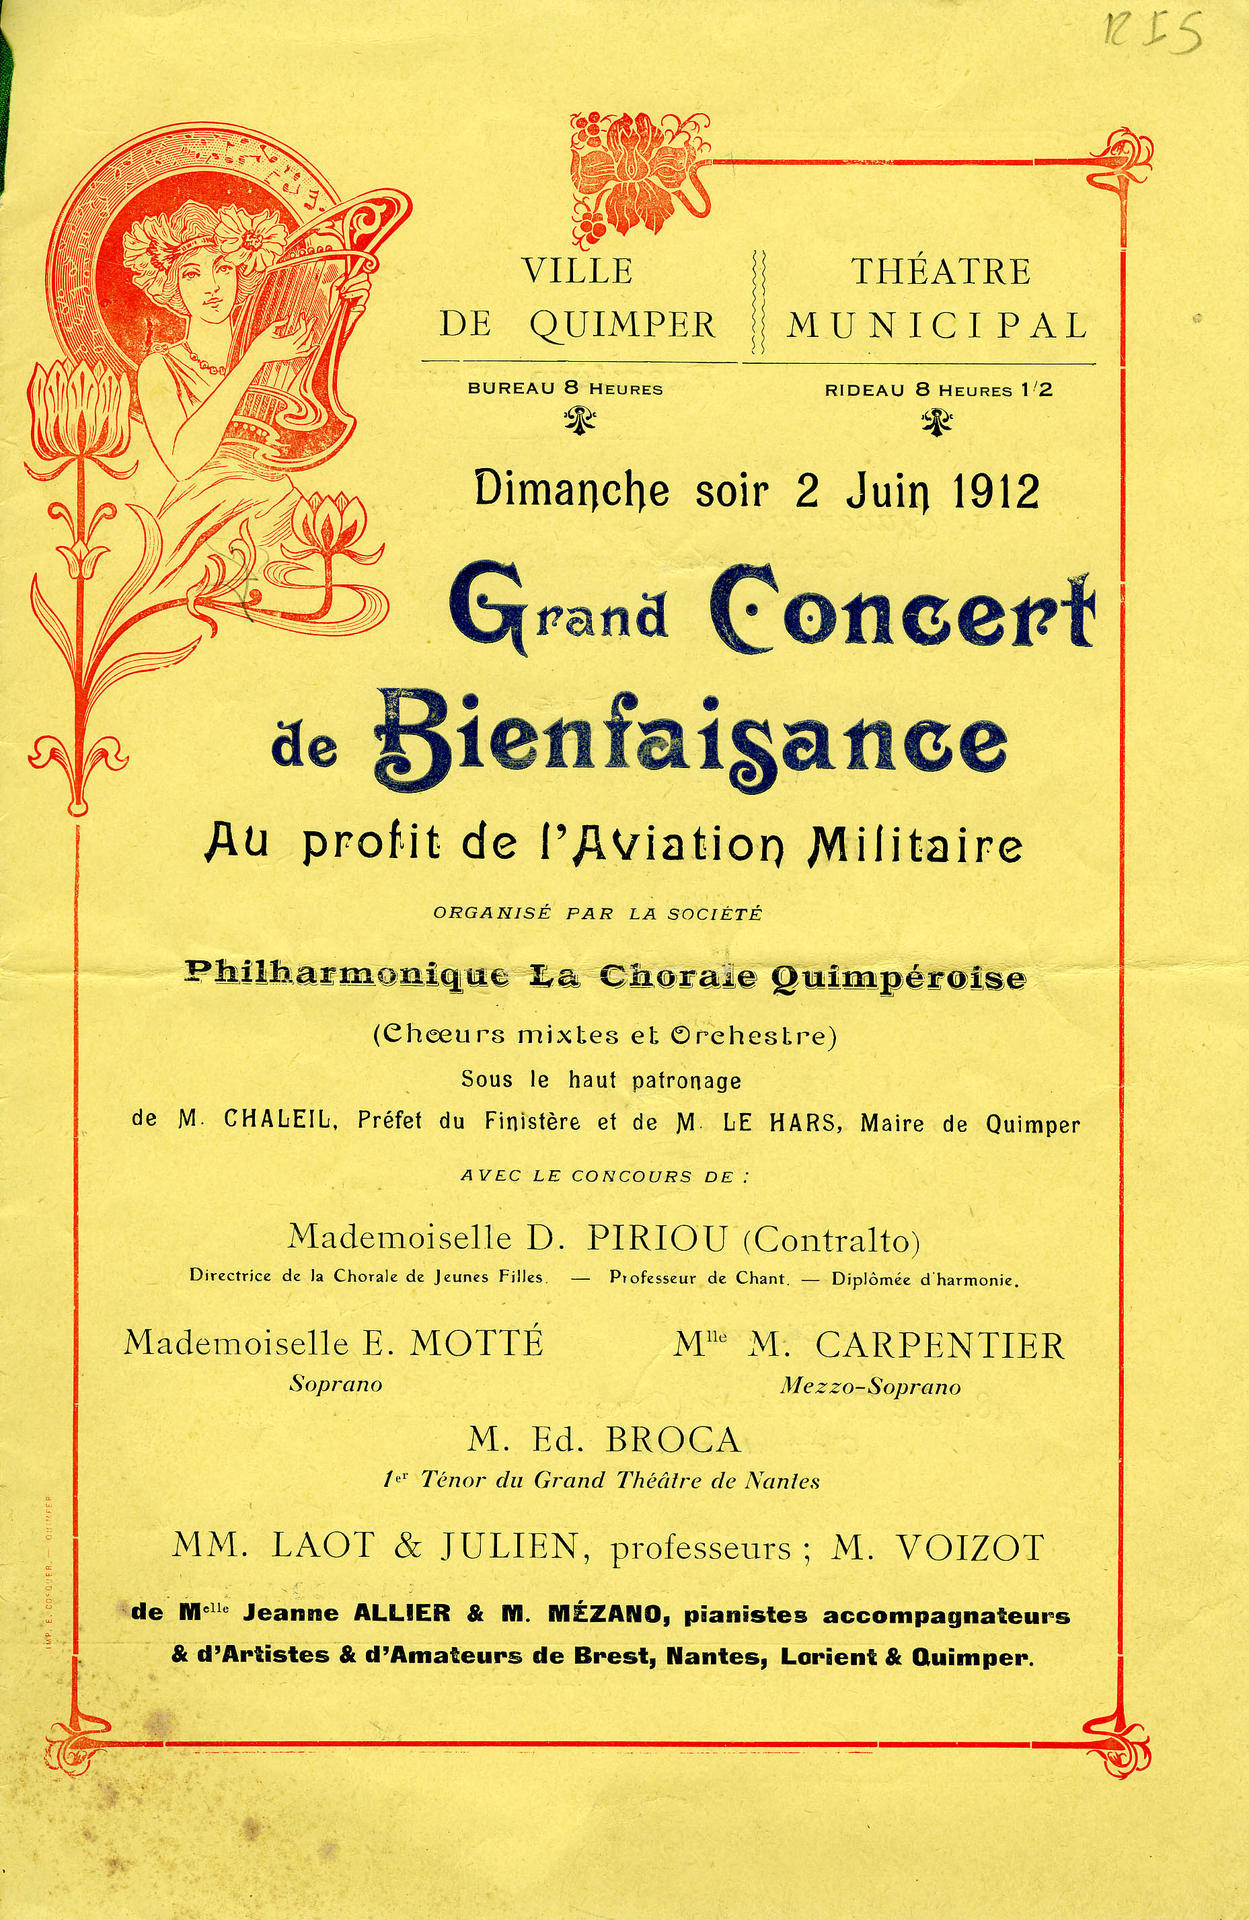 R I S
VILLE
DE QUIMPER
THÉATRE
MUNICIPAL
BUREAU 8 HEURES
RIDEAU 8 HEURES 1/2
Dimanche soir 2 Juin 1912
Grand Concert
de Bienfaisance
Au profit de l'Aviation Militaire
ORGANISÉ PAR LA SOCIÉTÉ
Philharmonique La Chorale Quimpéroise
(Chœurs mixtes et Orchestre)
Sous le haut patronage
de M. CHALEIL, Préfet du Finistère et de M. LE HARS, Maire de Quimper
AVEC LE CONCOURS DE :
Mademoiselle D. PIRIOU (Contralto)
Directrice de la Chorale de Jeunes Filles. — Professeur de Chant. — Diplômée d'harmonie.
Mademoiselle E. MOTTÉ
Soprano
Mlle M. CARPENTIER
Mezzo-Soprano
M. Ed. BROCA
1er Ténor du Grand Théâtre de Nantes
MM. LAOT & JULIEN, professeurs ; M. VOIZOT
de Melle Jeanne ALLIER & M. MÉZANO, pianistes accompagnateurs
& d'Artistes & d'Amateurs de Brest, Nantes, Lorient & Quimper.
IMP. E. COSQUER. — QUIMPER